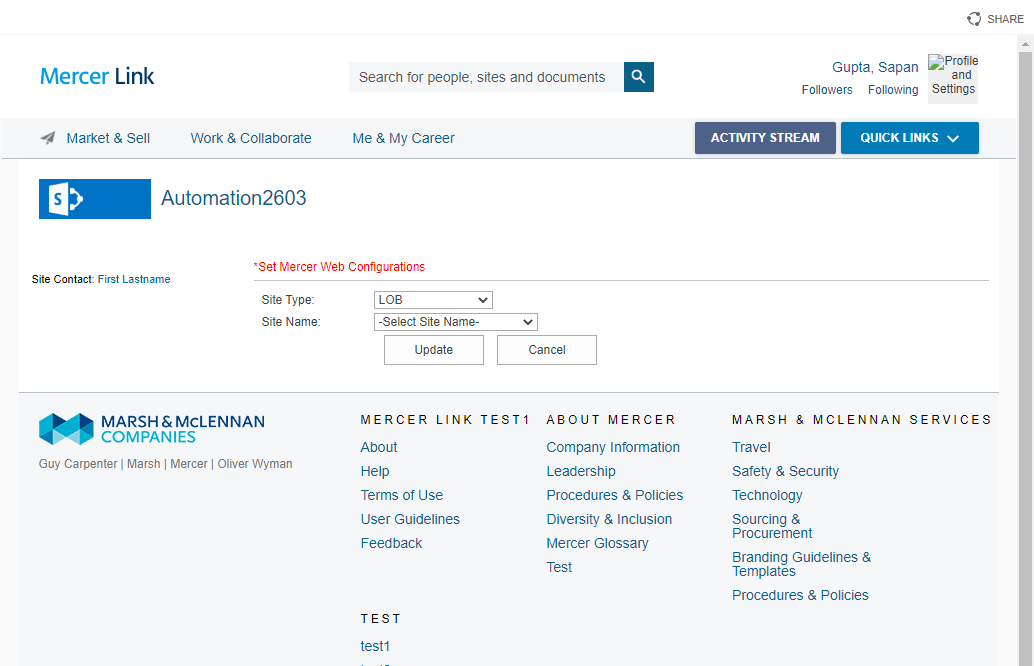 SHARE
Mercer Link
Search for people, sites and documents
Gupta, Sapan
Followers Following
Profile
and
Settings
Market & Sell Work & Collaborate Me & My Career
ACTIVITY STREAM QUICK LINKS
S
Automation2603
Site Contact: First Lastname
*Set Mercer Web Configurations
Site Type: LOB
Site Name: -Select Site Name-
Update Cancel
MARSH & McLENNAN
COMPANIES
Guy Carpenter | Marsh | Mercer | Oliver Wyman
MERCER LINK TEST1
About
Help
Terms of Use
User Guidelines
Feedback
ABOUT MERCER
Company Information
Leadership
Procedures & Policies
Diversity & Inclusion
Mercer Glossary
Test
MARSH & MCLENNAN SERVICES
Travel
Safety & Security
Technology
Sourcing &
Procurement
Branding Guidelines &
Templates
Procedures & Policies
TEST
test1